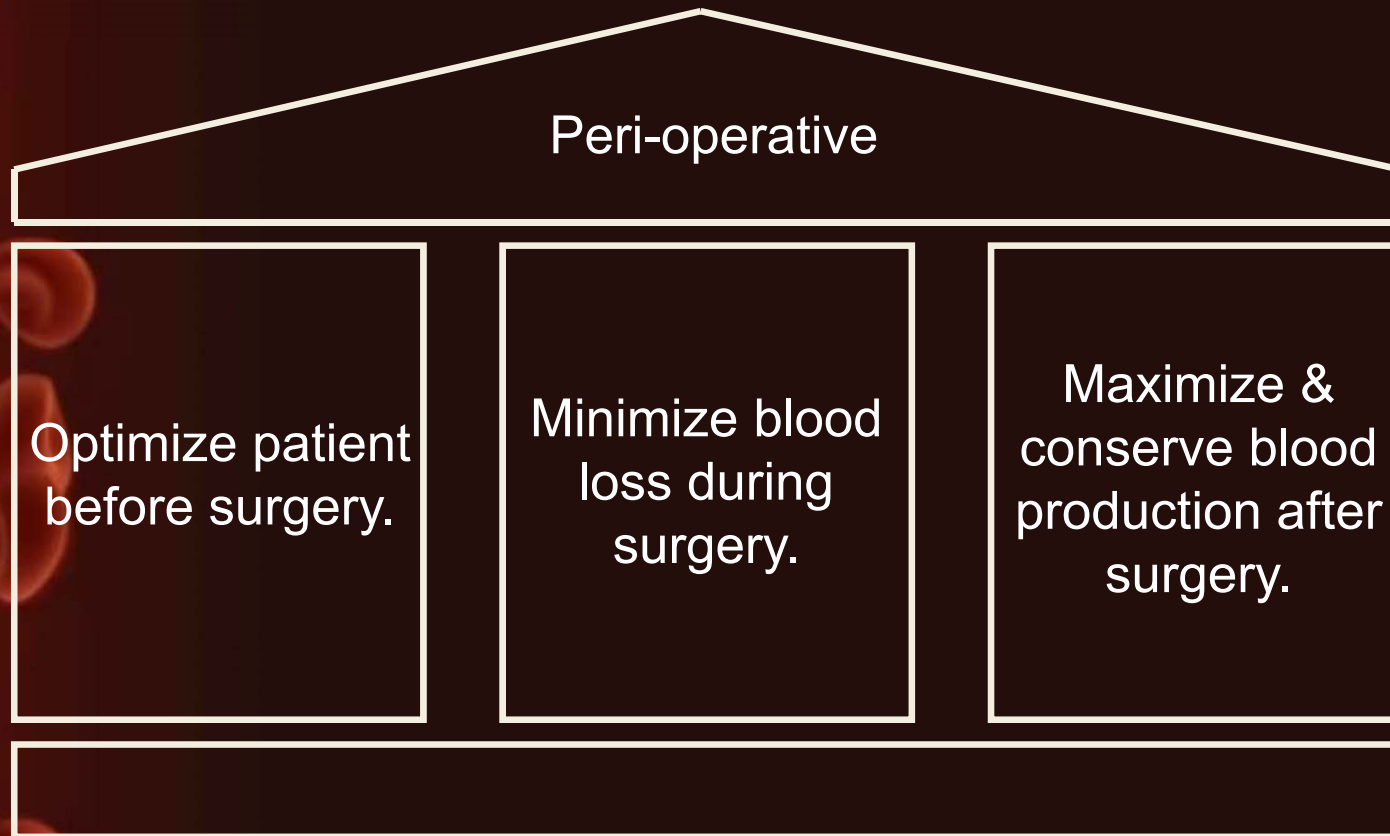 Peri-operative
Optimize patient
before surgery.
Minimize blood
loss during
surgery.
Maximize &
conserve blood
production after
surgery.